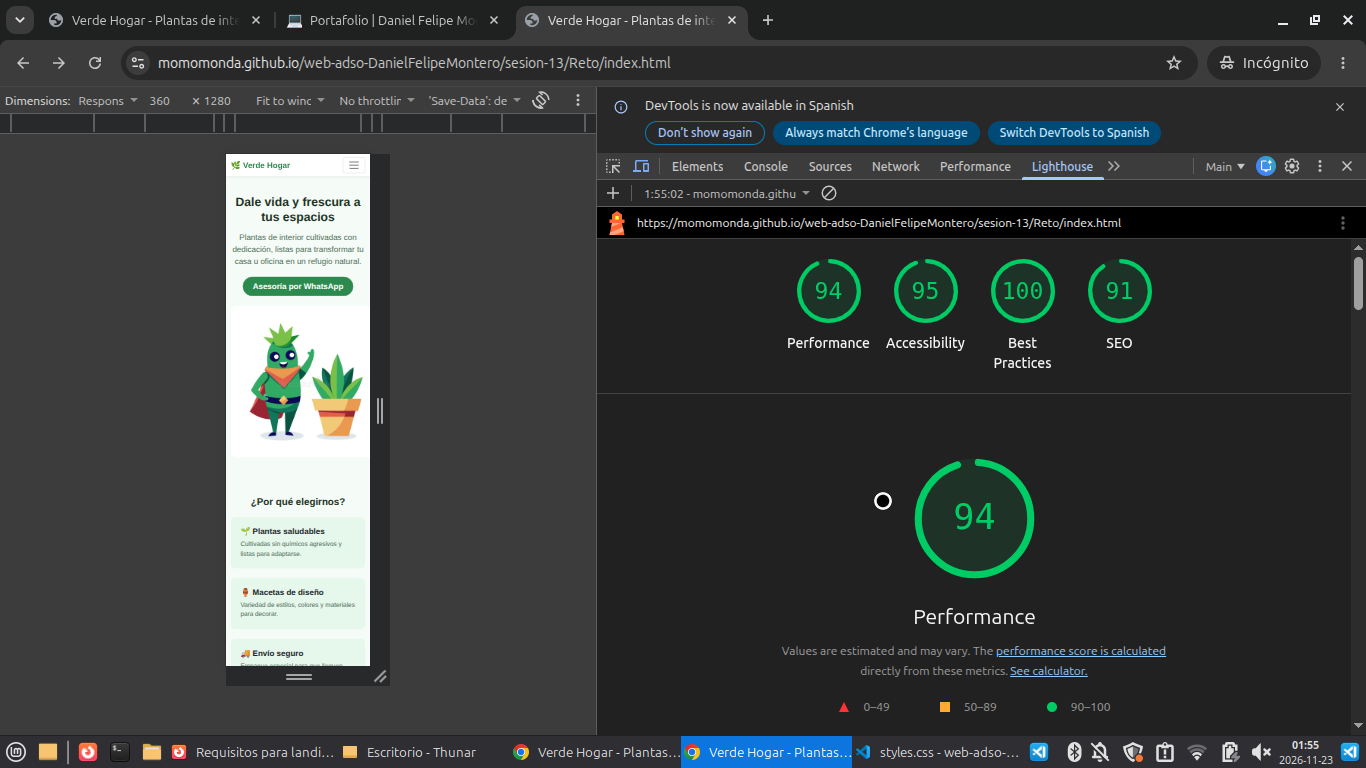 Verde Hogar - Plantas de inte
Portafolio | Daniel Felipe Mo
Verde Hogar - Plantas de inte
momomonda.github.io/web-adso-DanielFelipeMontero/sesion-13/Reto/index.html
Incógnito
Dimensions: Respons
360
× 1280
Fit to winc
No throttlir
'Save-Data': de
🌿 Verde Hogar
Dale vida y frescura a
tus espacios
Plantas de interior cultivadas con
dedicación, listas para transformar tu
casa u oficina en un refugio natural.
Asesoría por WhatsApp
¿Por qué elegirnos?
🌱 Plantas saludables
Cultivadas sin químicos agresivos y
listas para adaptarse.
🏺 Macetas de diseño
Variedad de estilos, colores y materiales
para decorar.
🚚 Envío seguro
DevTools is now available in Spanish
Don't show again
Always match Chrome's language
Switch DevTools to Spanish
Elements
Console
Sources
Network
Performance
Lighthouse
Main
1:55:02 - momomonda.githu
https://momomonda.github.io/web-adso-DanielFelipeMontero/sesion-13/Reto/index.html
94
95
100
91
Performance
Accessibility
Best
Practices
SEO
94
Performance
Values are estimated and may vary. The performance score is calculated
directly from these metrics. See calculator.
0–49
50–89
90–100
Requisitos para landi...
Escritorio - Thunar
Verde Hogar - Plantas...
Verde Hogar - Plantas...
styles.css - web-adso-...
01:55
2026-11-23